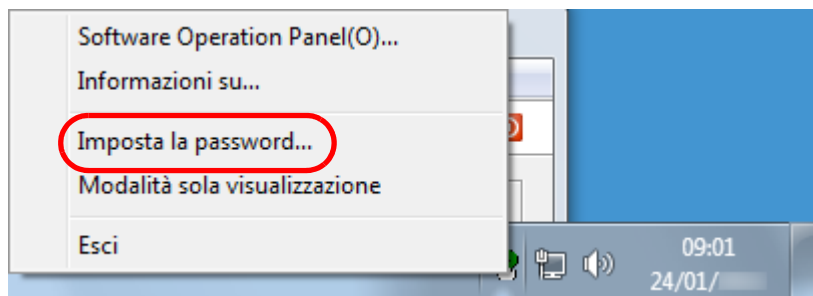 Software Operation Panel(O)...
Informazioni su...
Imposta la password...
Modalità sola visualizzazione
Esci
09:01
24/01/